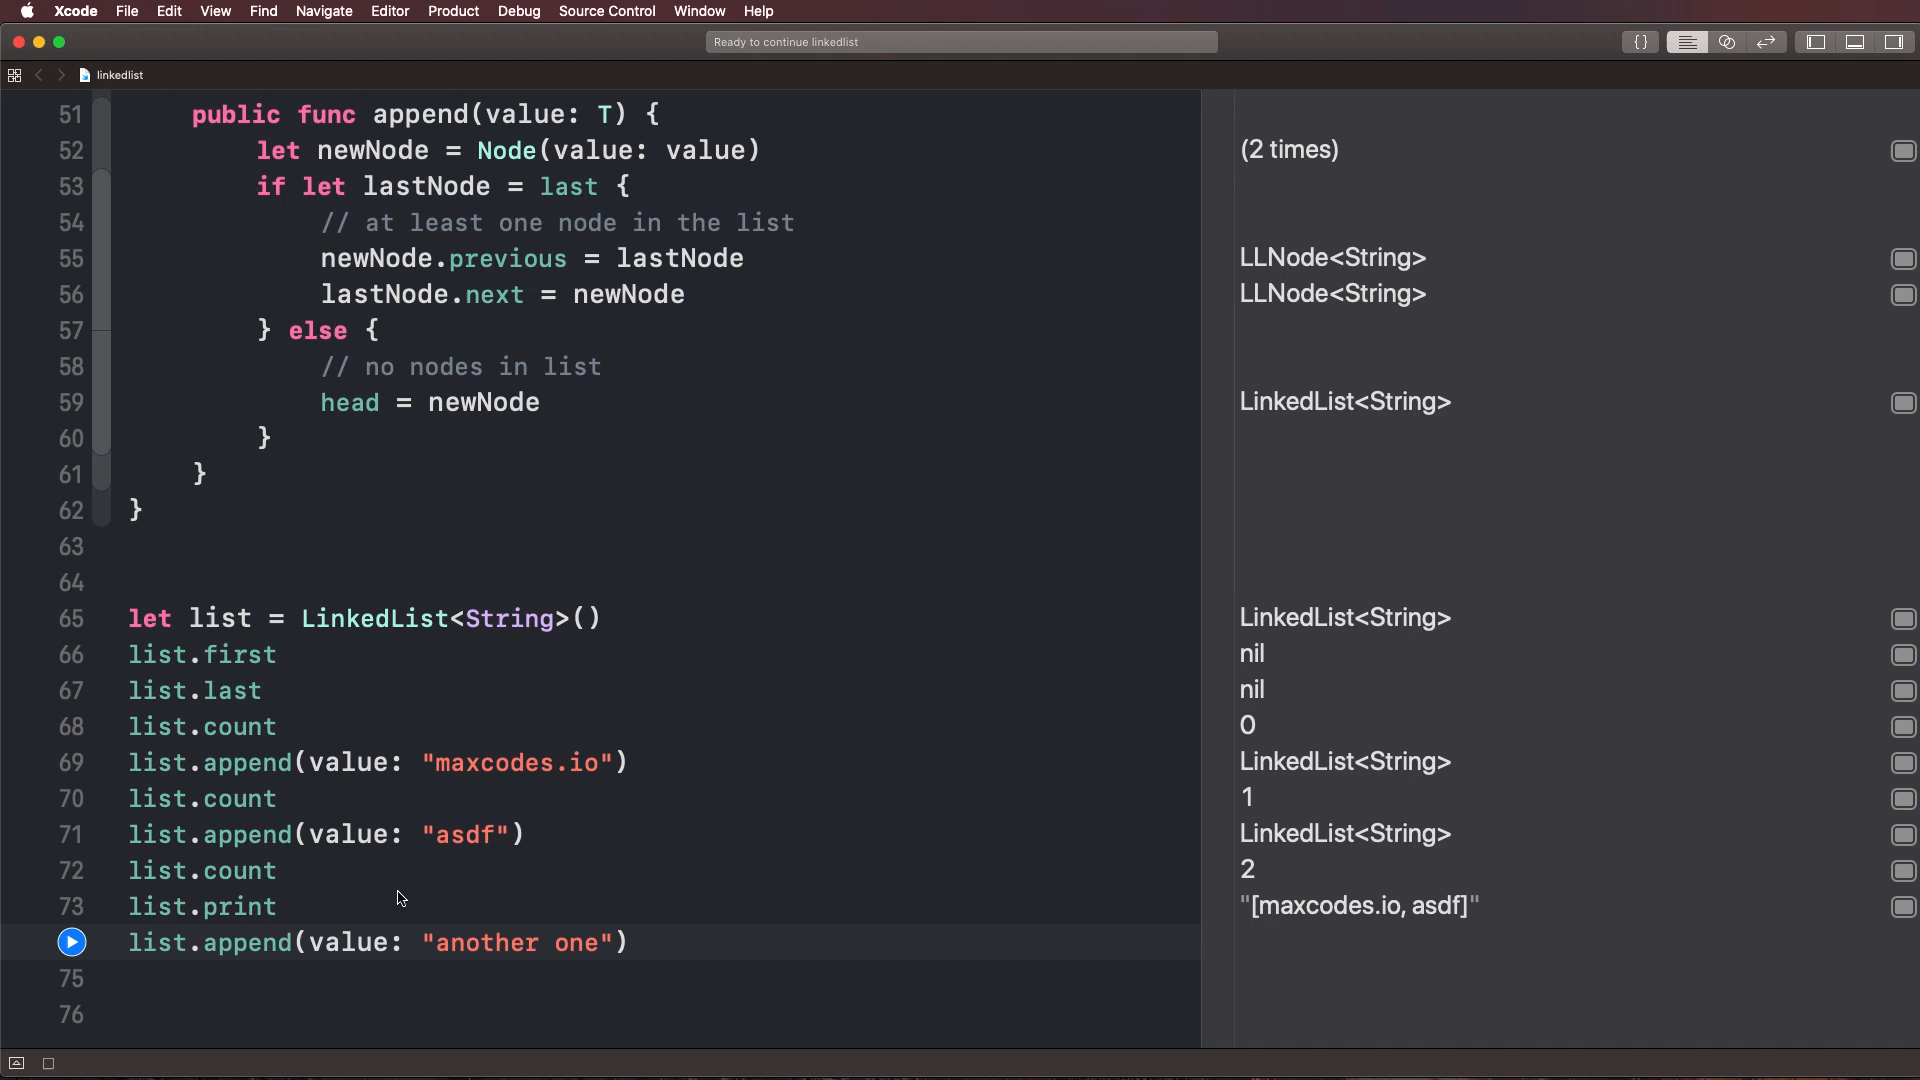 Xcode File Edit View Find Navigate Editor Product Debug Source Control Window Help
Ready to continue linkedlist
linkedlist
51 public func append(value: T) {
52 let newNode = Node(value: value) (2 times)
53 if let lastNode = last {
54 // at least one node in the list
55 newNode.previous = lastNode LLNode<String>
56 lastNode.next = newNode LLNode<String>
57 } else {
58 // no nodes in list
59 head = newNode LinkedList<String>
60 }
61 }
62 }
63
64
65 let list = LinkedList<String>() LinkedList<String>
66 list.first nil
67 list.last nil
68 list.count 0
69 list.append(value: "maxcodes.io") LinkedList<String>
70 list.count 1
71 list.append(value: "asdf") LinkedList<String>
72 list.count 2
73 list.print "[maxcodes.io, asdf]"
list.append(value: "another one")
75
76